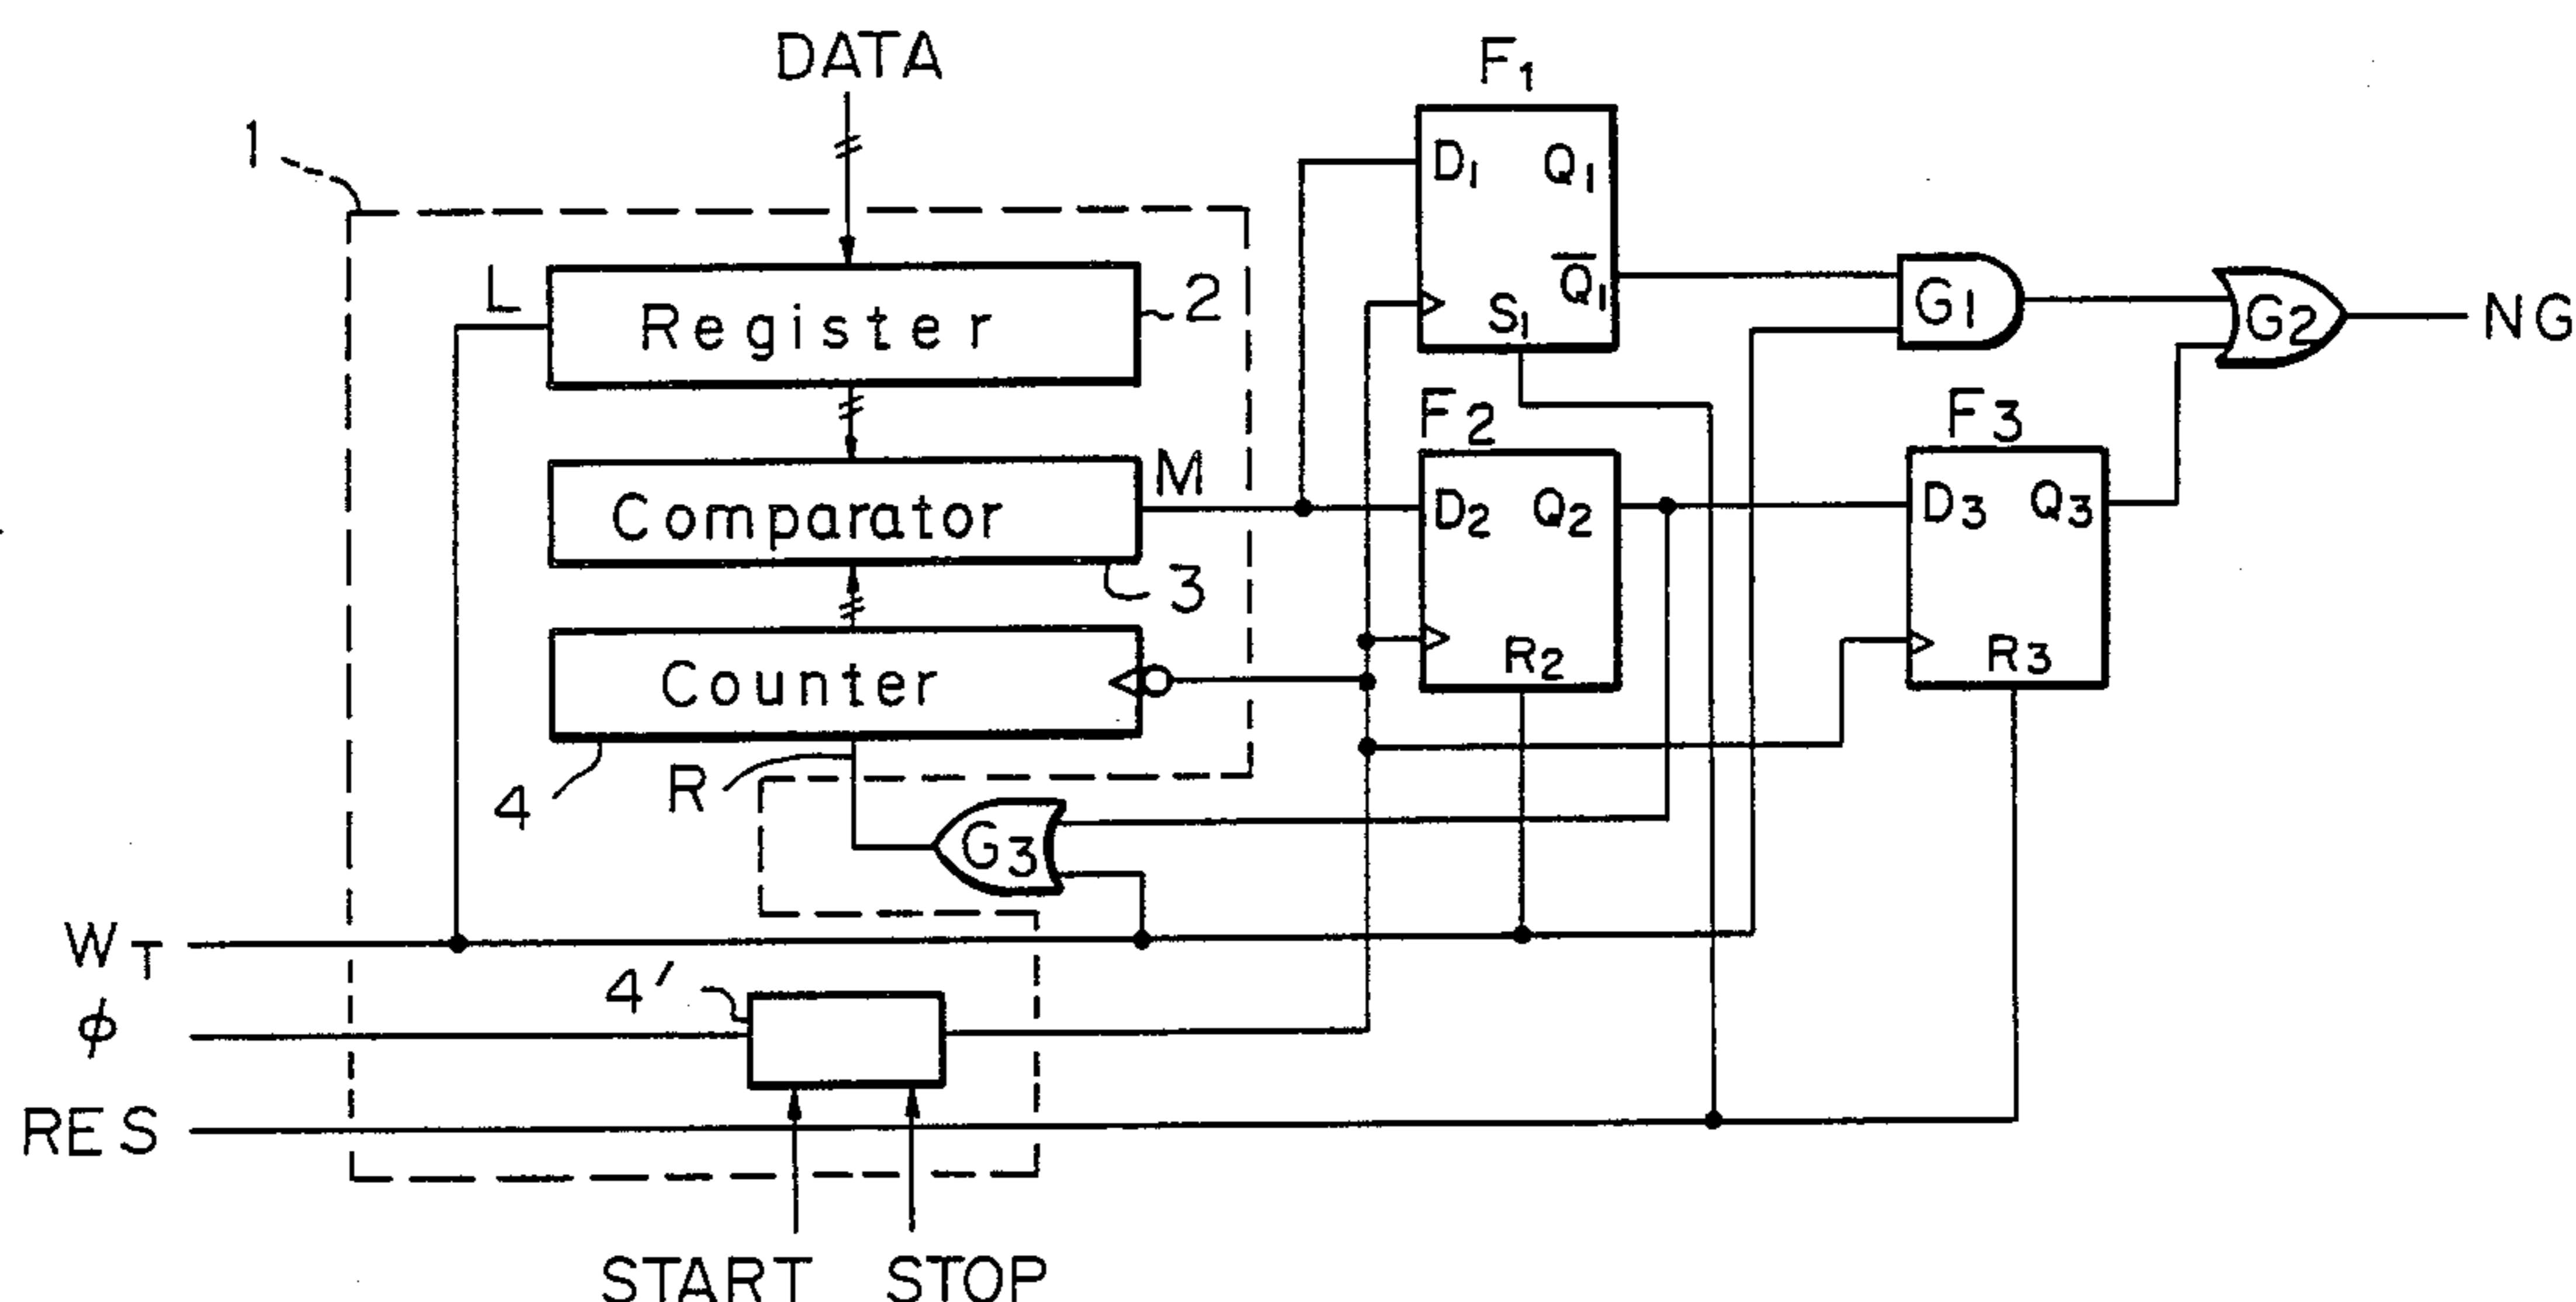 DATA
F1
1
D1 Q1
L
Register
2
Q̅1
S1
G1
G2
NG
F2
F3
M
Comparator
D2 Q2
D3 Q3
3
Counter
R2
R3
4
R
G3
WT
4′
ϕ
RES
START STOP